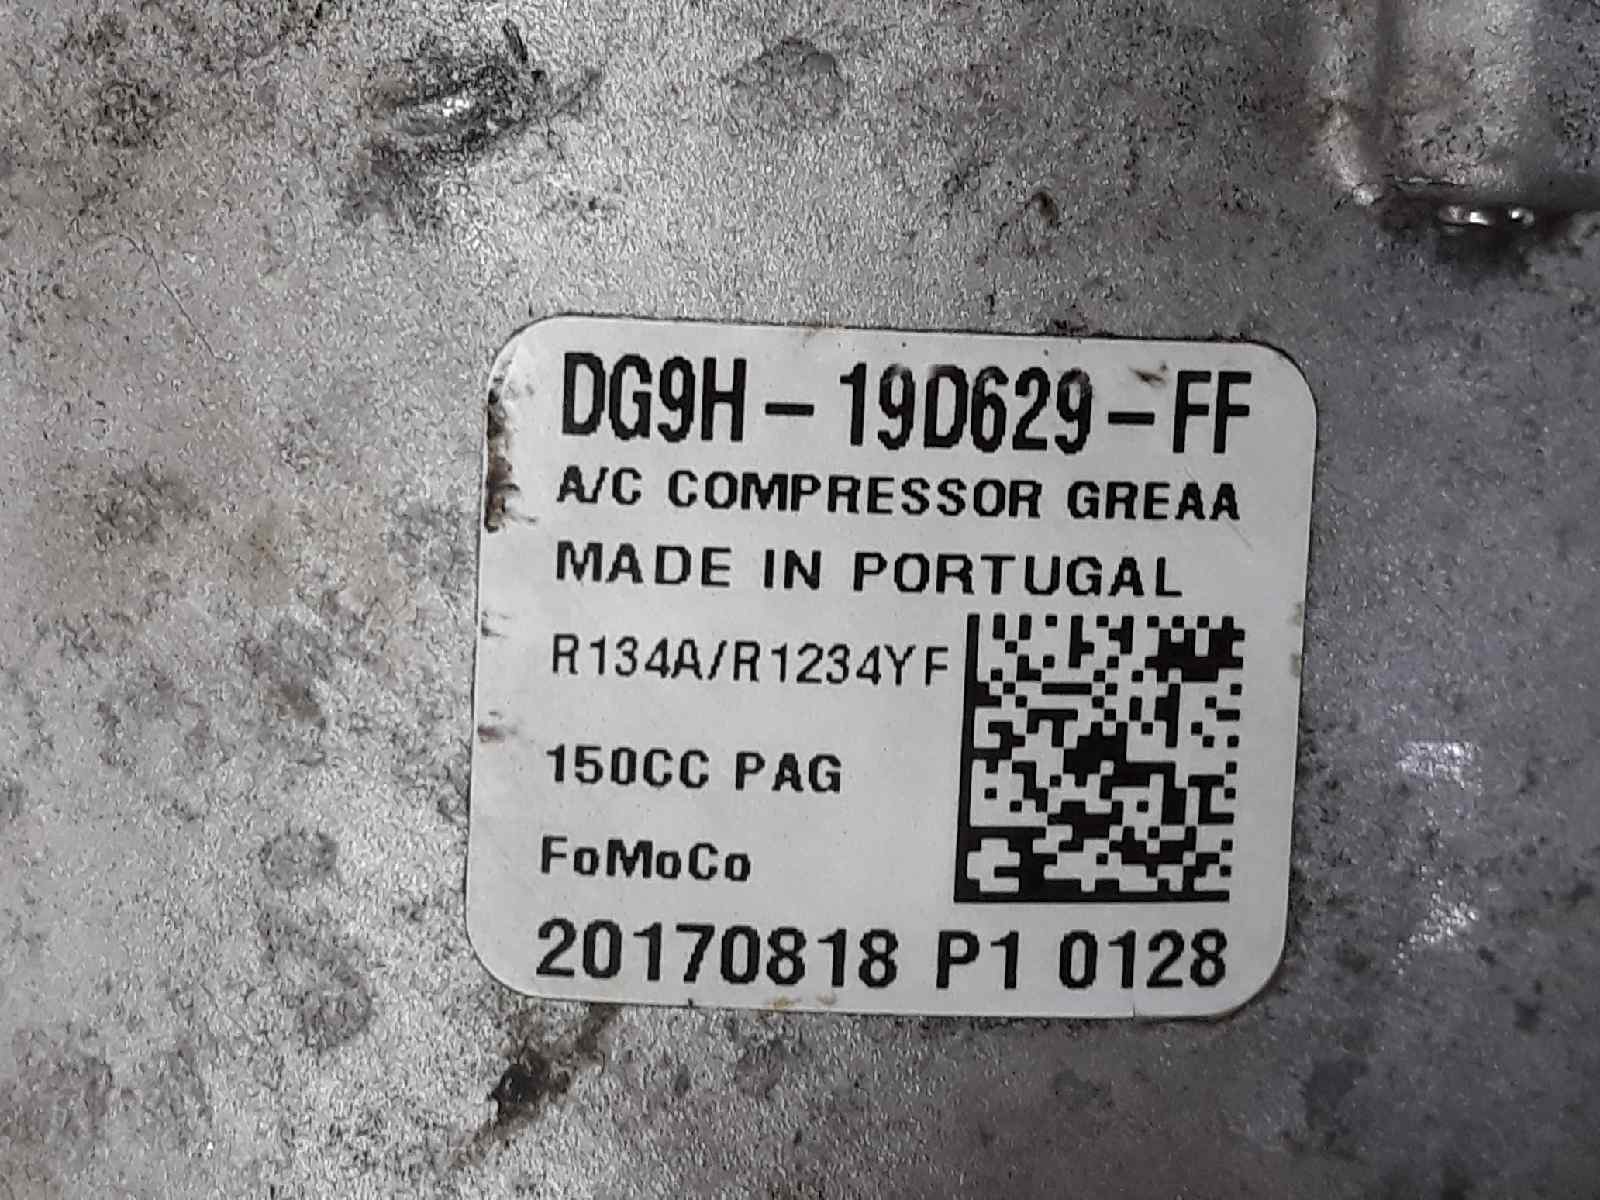 DG9H - 19D629-FF
A/C COMPRESSOR GREAA
MADE IN PORTUGAL
R134A/R1234YF
150CC PAG
FoMoCo
20170818 P1 0128